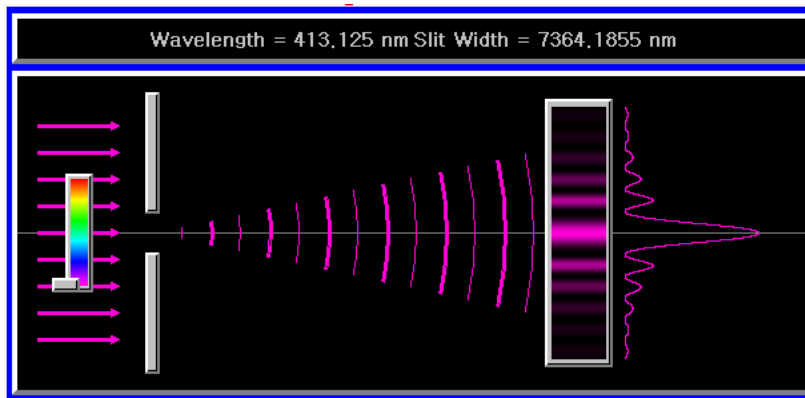 Wavelength = 413,125 nm Slit Width = 7364,1855 nm